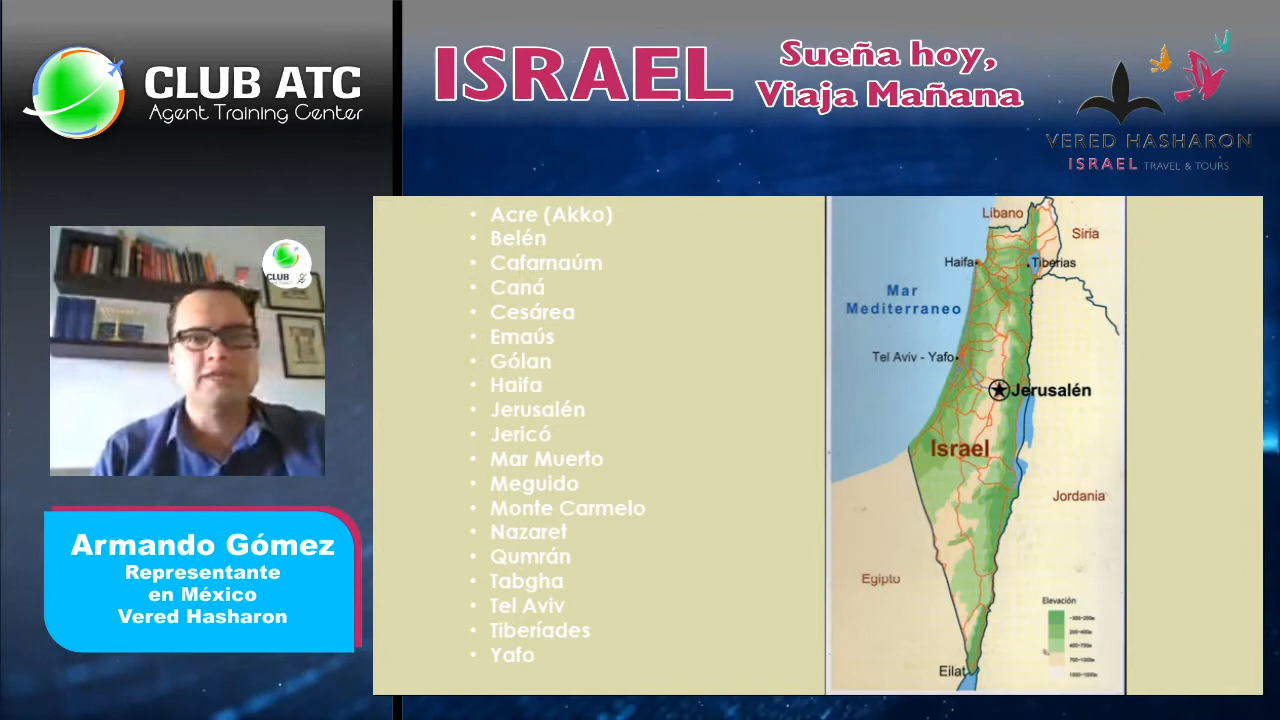 CLUB ATC
Agent Training Center
ISRAEL
Sueña hoy,
Viaja Mañana
VERED HASHARON
ISRAEL TRAVEL & TOURS
CLUB
Armando Gómez
Representante
en México
Vered Hasharon
• Acre (Akko)
• Belén
• Cafarnaúm
• Caná
• Cesárea
• Emaús
• Gólan
• Haifa
• Jerusalén
• Jericó
• Mar Muerto
• Meguido
• Monte Carmelo
• Nazaret
• Qumrán
• Tabgha
• Tel Aviv
• Tiberíades
• Yafo
Líbano
Siria
Haifa
Tiberias
Mar
Mediterraneo
Tel Aviv - Yafo
Jerusalén
Israel
Jordania
Egipto
Elevación
Eilat